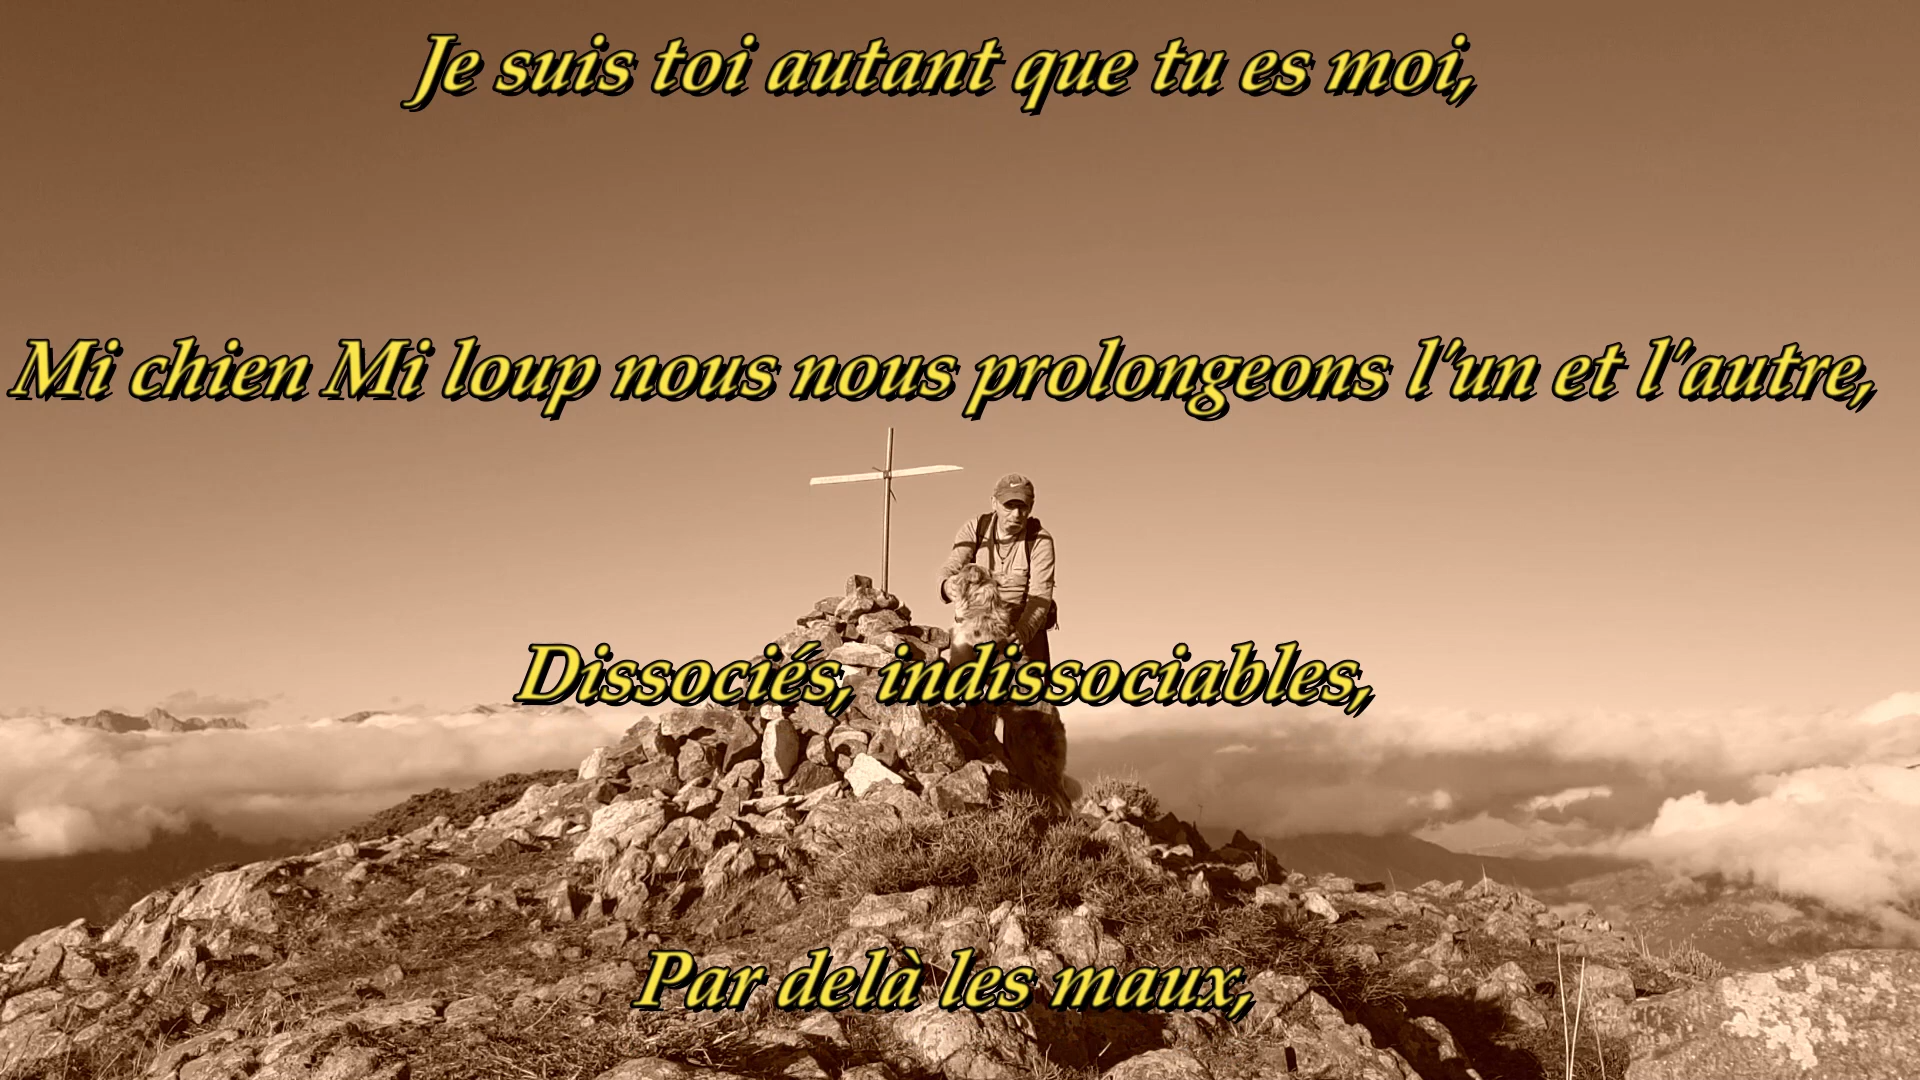 Je suis toi autant que tu es moi,
Mi chien Mi loup nous nous prolongeons l'un et l'autre,
Dissociés, indissociables,
Par delà les maux,